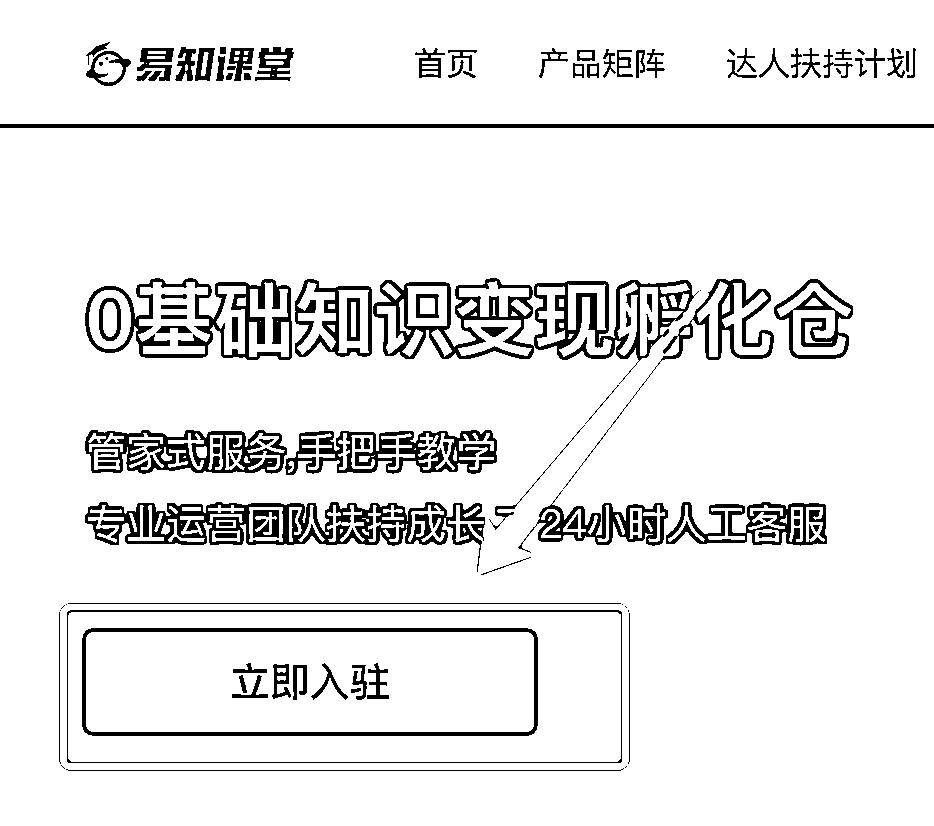 易知课堂 首页 产品矩阵 达人扶持计划
0基础知识变现孵化仓
管家式服务,手把手教学
专业运营团队扶持成长 24小时人工客服
立即入驻